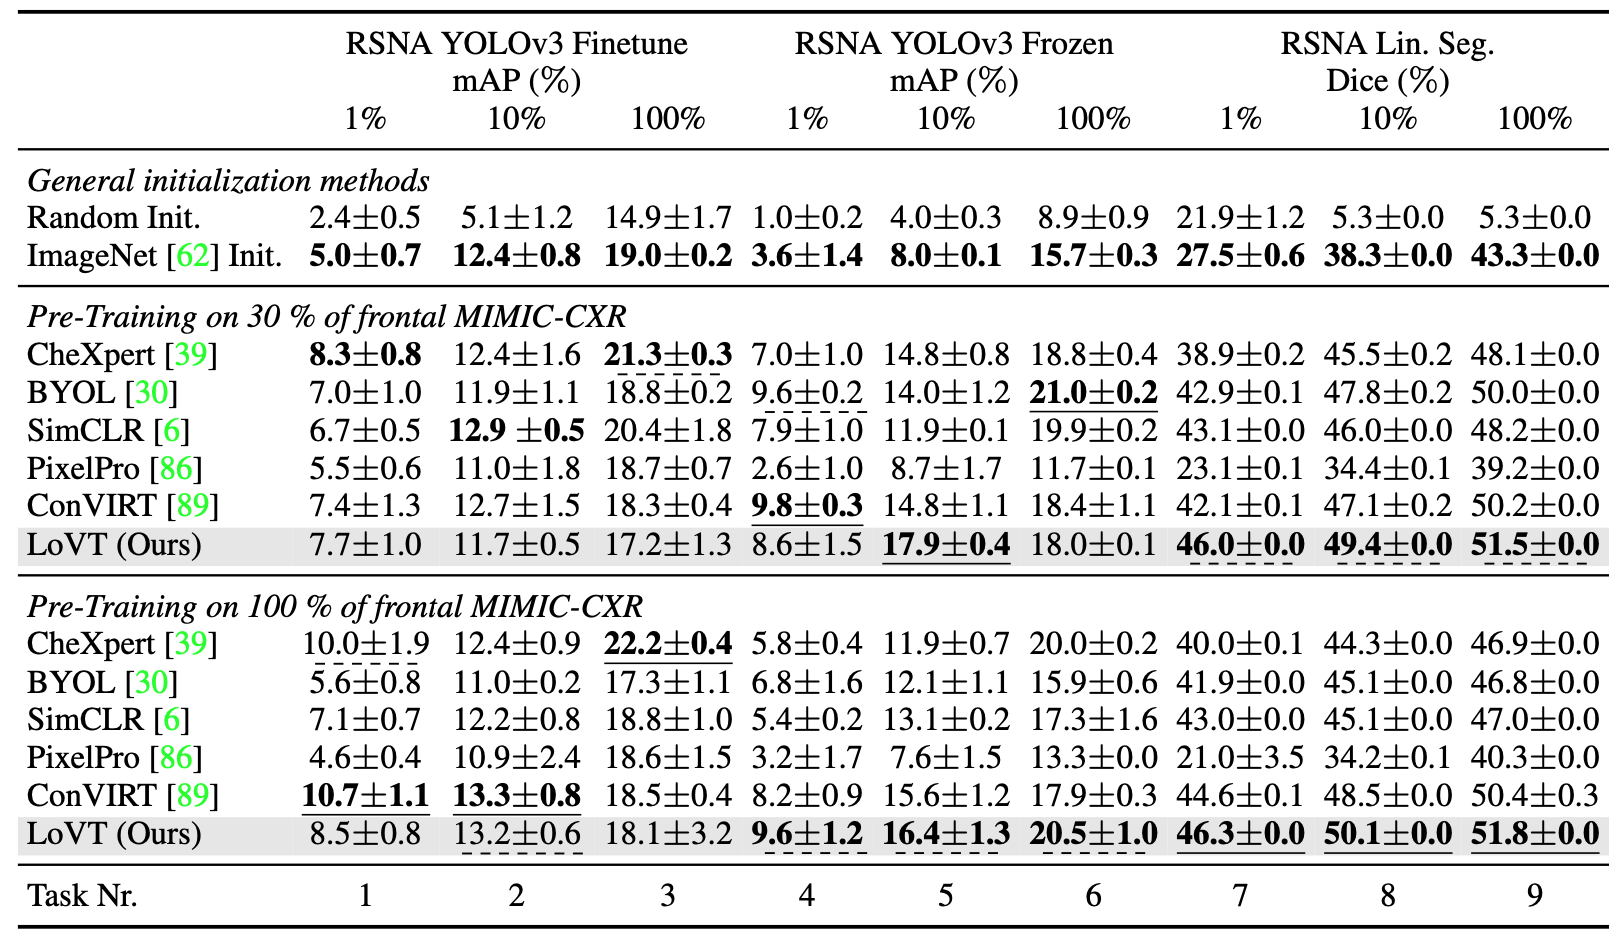 RSNA YOLOv3 Finetune RSNA YOLOv3 Frozen RSNA Lin. Seg.
mAP (%) mAP (%) Dice (%)
1% 10% 100% 1% 10% 100% 1% 10% 100%
General initialization methods
Random Init. 2.4±0.5 5.1±1.2 14.9±1.7 1.0±0.2 4.0±0.3 8.9±0.9 21.9±1.2 5.3±0.0 5.3±0.0
ImageNet [62] Init. 5.0±0.7 12.4±0.8 19.0±0.2 3.6±1.4 8.0±0.1 15.7±0.3 27.5±0.6 38.3±0.0 43.3±0.0
Pre-Training on 30 % of frontal MIMIC-CXR
CheXpert [39] 8.3±0.8 12.4±1.6 21.3±0.3 7.0±1.0 14.8±0.8 18.8±0.4 38.9±0.2 45.5±0.2 48.1±0.0
BYOL [30] 7.0±1.0 11.9±1.1 18.8±0.2 9.6±0.2 14.0±1.2 21.0±0.2 42.9±0.1 47.8±0.2 50.0±0.0
SimCLR [6] 6.7±0.5 12.9 ±0.5 20.4±1.8 7.9±1.0 11.9±0.1 19.9±0.2 43.1±0.0 46.0±0.0 48.2±0.0
PixelPro [86] 5.5±0.6 11.0±1.8 18.7±0.7 2.6±1.0 8.7±1.7 11.7±0.1 23.1±0.1 34.4±0.1 39.2±0.0
ConVIRT [89] 7.4±1.3 12.7±1.5 18.3±0.4 9.8±0.3 14.8±1.1 18.4±1.1 42.1±0.1 47.1±0.2 50.2±0.0
LoVT (Ours) 7.7±1.0 11.7±0.5 17.2±1.3 8.6±1.5 17.9±0.4 18.0±0.1 46.0±0.0 49.4±0.0 51.5±0.0
Pre-Training on 100 % of frontal MIMIC-CXR
CheXpert [39] 10.0±1.9 12.4±0.9 22.2±0.4 5.8±0.4 11.9±0.7 20.0±0.2 40.0±0.1 44.3±0.0 46.9±0.0
BYOL [30] 5.6±0.8 11.0±0.2 17.3±1.1 6.8±1.6 12.1±1.1 15.9±0.6 41.9±0.0 45.1±0.0 46.8±0.0
SimCLR [6] 7.1±0.7 12.2±0.8 18.8±1.0 5.4±0.2 13.1±0.2 17.3±1.6 43.0±0.0 45.1±0.0 47.0±0.0
PixelPro [86] 4.6±0.4 10.9±2.4 18.6±1.5 3.2±1.7 7.6±1.5 13.3±0.0 21.0±3.5 34.2±0.1 40.3±0.0
ConVIRT [89] 10.7±1.1 13.3±0.8 18.5±0.4 8.2±0.9 15.6±1.2 17.9±0.3 44.6±0.1 48.5±0.0 50.4±0.3
LoVT (Ours) 8.5±0.8 13.2±0.6 18.1±3.2 9.6±1.2 16.4±1.3 20.5±1.0 46.3±0.0 50.1±0.0 51.8±0.0
Task Nr. 1 2 3 4 5 6 7 8 9